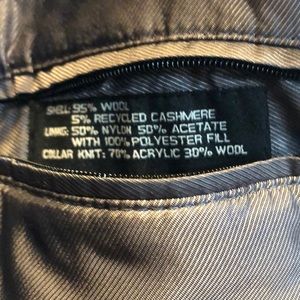 SHELL: 95% WOOL
5% RECYCLED CASHMERE
LINING: 50% NYLON 50% ACETATE
WITH 100% POLYESTER FILL
COLLAR KNIT: 70% ACRYLIC 30% WOOL